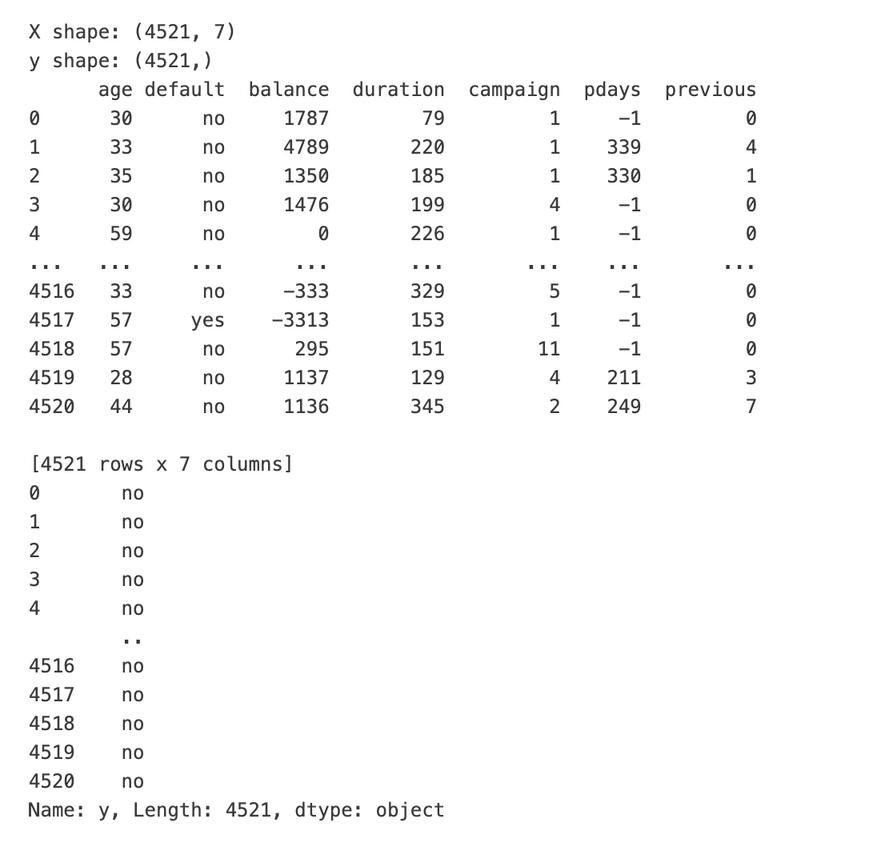 X shape: (4521, 7)
y shape: (4521,)
      age default  balance  duration  campaign  pdays  previous
0      30      no     1787        79         1     -1         0
1      33      no     4789       220         1    339         4
2      35      no     1350       185         1    330         1
3      30      no     1476       199         4     -1         0
4      59      no        0       226         1     -1         0
...   ...     ...      ...       ...       ...    ...       ...
4516   33      no     -333       329         5     -1         0
4517   57     yes    -3313       153         1     -1         0
4518   57      no      295       151        11     -1         0
4519   28      no     1137       129         4    211         3
4520   44      no     1136       345         2    249         7
[4521 rows x 7 columns]
0       no
1       no
2       no
3       no
4       no
        ..
4516    no
4517    no
4518    no
4519    no
4520    no
Name: y, Length: 4521, dtype: object